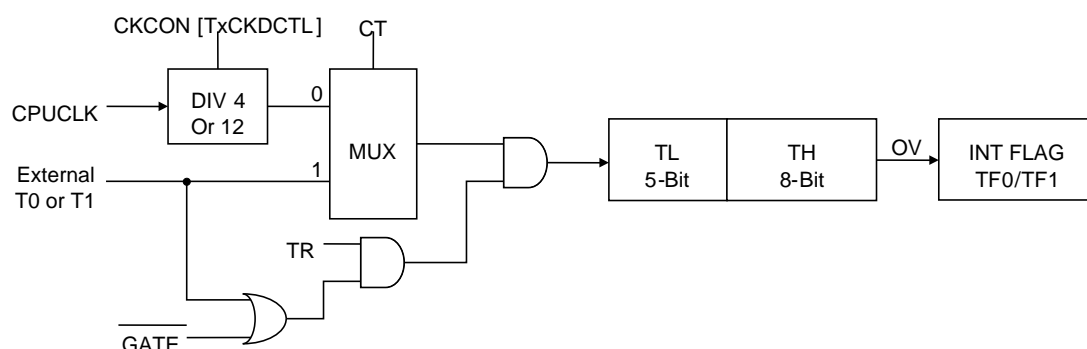 CKCON [TxCKDCTL]
CT
CPUCLK
DIV 4
Or 12
0
MUX
1
External
T0 or T1
TR
GATE
TL
5-Bit
TH
8-Bit
OV
INT FLAG
TF0/TF1